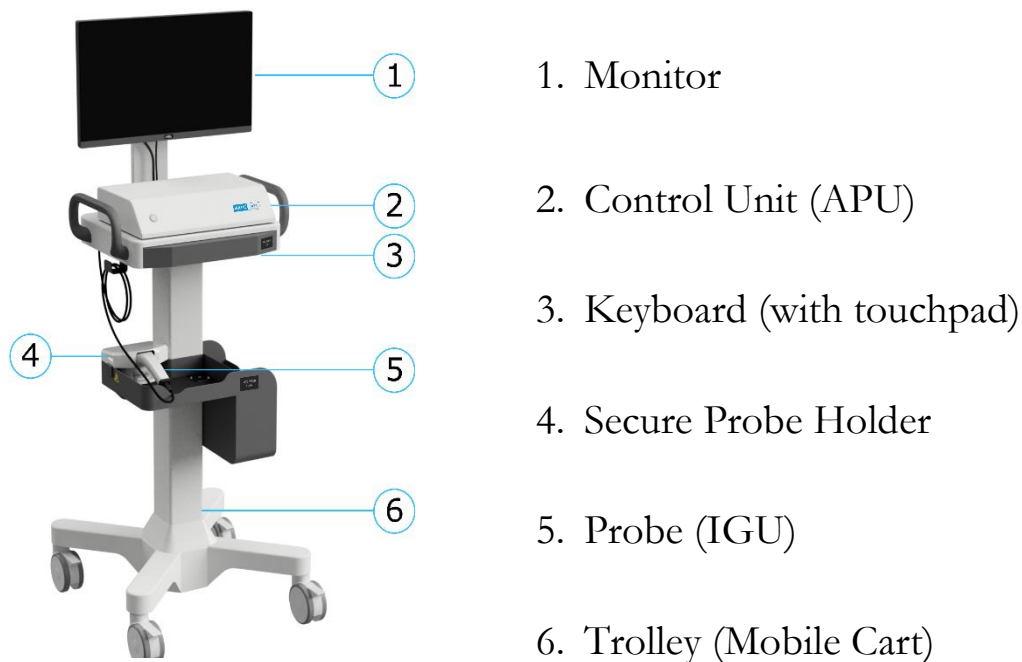 1
2
3
4
5
6
1. Monitor
2. Control Unit (APU)
3. Keyboard (with touchpad)
4. Secure Probe Holder
5. Probe (IGU)
6. Trolley (Mobile Cart)